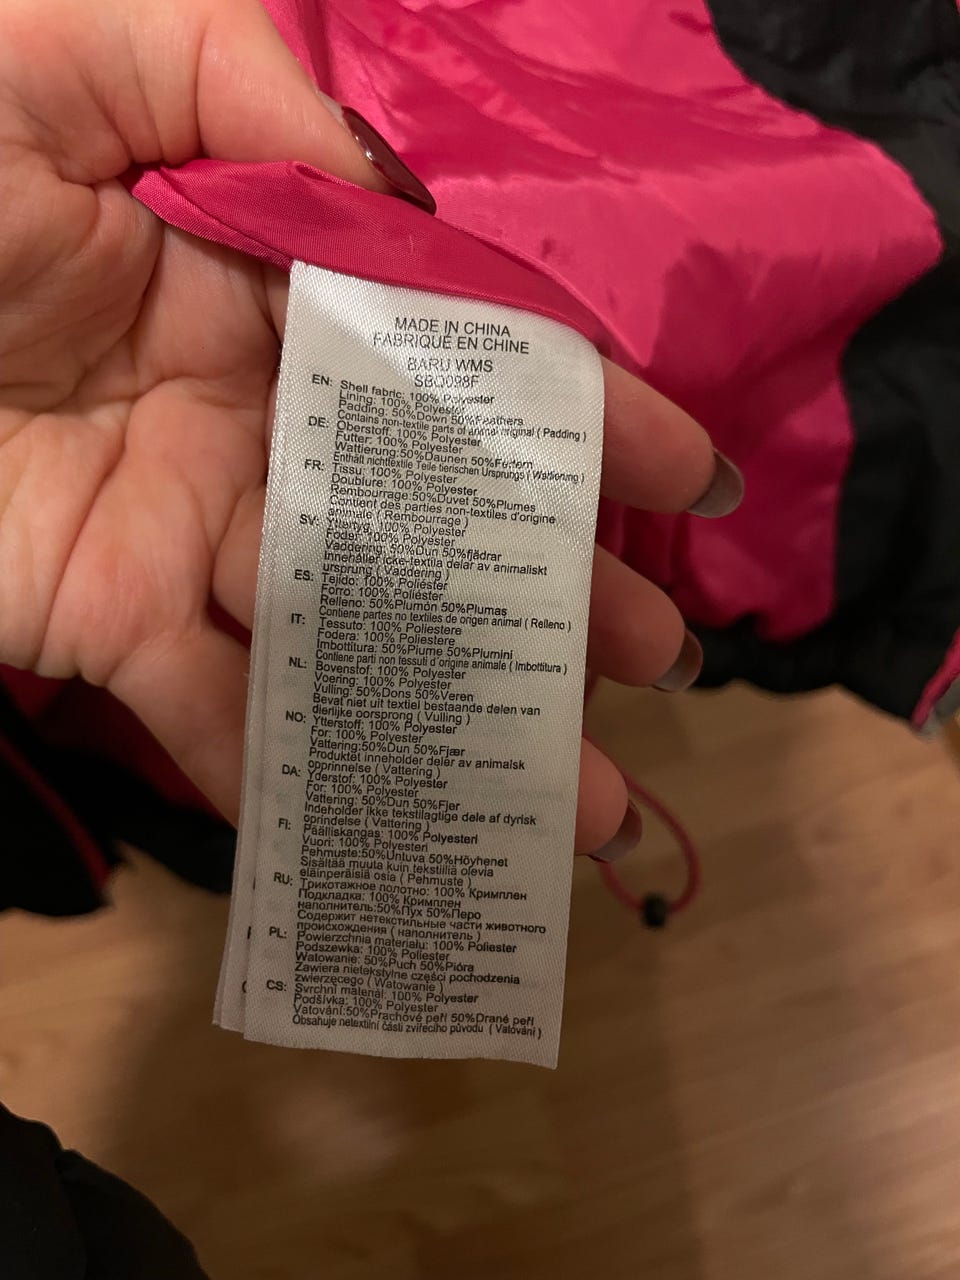 MADE IN CHINA
FABRIQUÉ EN CHINE
BARU WMS
SBQ098F
EN: Shell fabric: 100% Polyester
Lining: 100% Polyester
Padding: 50%Down 50%Feathers
Contains non-textile parts of animal original ( Padding )
DE: Oberstoff: 100% Polyester
Futter: 100% Polyester
Wattierung:50%Daunen 50%Federn
Enthält nichttextile Teile tierischen Ursprungs ( Wattierung )
FR: Tissu: 100% Polyester
Doublure: 100% Polyester
Rembourrage:50%Duvet 50%Plumes
Contient des parties non-textiles d'origine
animale ( Rembourrage )
SV: Yttertyg: 100% Polyester
Foder: 100% Polyester
Vaddering: 50%Dun 50%fjädrar
Innehåller icke-textila delar av animaliskt
ursprung ( Vaddering )
ES: Tejido: 100% Poliéster
Forro: 100% Poliéster
Relleno: 50%Plumón 50%Plumas
Contiene partes no textiles de origen animal ( Relleno )
IT: Tessuto: 100% Poliestere
Fodera: 100% Poliestere
Imbottitura: 50%Piume 50%Plumini
Contiene parti non tessuti d'origine animale ( Imbottitura )
NL: Bovenstof: 100% Polyester
Voering: 100% Polyester
Vulling: 50%Dons 50%Veren
Bevat niet uit textiel bestaande delen van
dierlijke oorsprong ( Vulling )
NO: Ytterstoff: 100% Polyester
For: 100% Polyester
Vattering:50%Dun 50%Fjær
Produktet inneholder deler av animalsk
opprinnelse ( Vattering )
DA: Yderstof: 100% Polyester
For: 100% Polyester
Vattering: 50%Dun 50%Fjer
Indeholder ikke tekstilagtige dele af dyrisk
oprindelse ( Vattering )
FI: Päälliskangas: 100% Polyesteri
Vuori: 100% Polyesteri
Pehmuste:50%Untuva 50%Höyhenet
Sisältää muuta kuin tekstiiliä olevia
eläinperäisiä osia ( Pehmuste )
RU: Трикотажное полотно: 100% Кримплен
Подкладка: 100% Кримплен
наполнитель:50%Пух 50%Перо
Содержит нетекстильные части животного
происхождения ( наполнитель )
PL: Powierzchnia materiału: 100% Poliester
Podszewka: 100% Poliester
Watowanie: 50%Puch 50%Pióra
Zawiera nietekstylne części pochodzenia
zwierzęcego ( Watowanie )
CS: Svrchní materiál: 100% Polyester
Podšívka: 100% Polyester
Vatování:50%Prachové peří 50%Drané peří
Obsahuje netextilní části zvířecího původu ( Vatování )